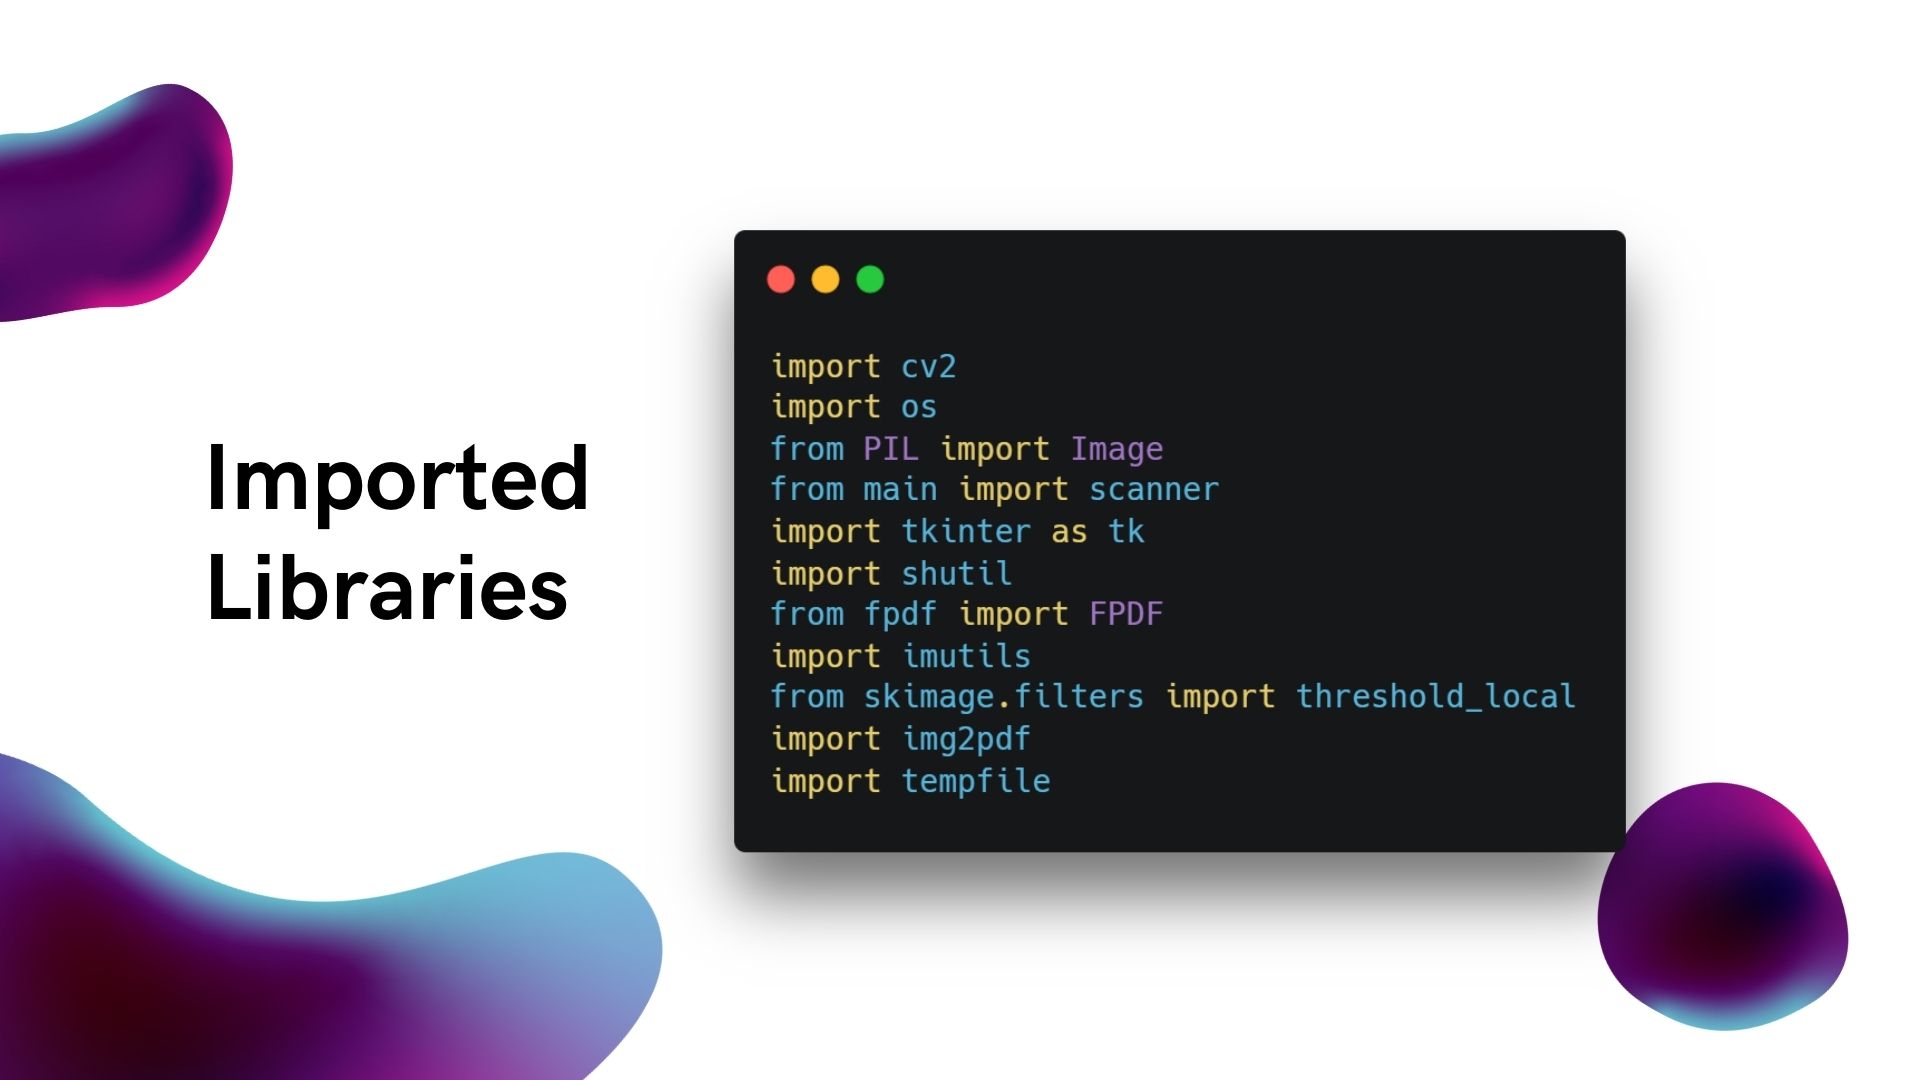 Imported
Libraries
import cv2
import os
from PIL import Image
from main import scanner
import tkinter as tk
import shutil
from fpdf import FPDF
import imutils
from skimage.filters import threshold_local
import img2pdf
import tempfile